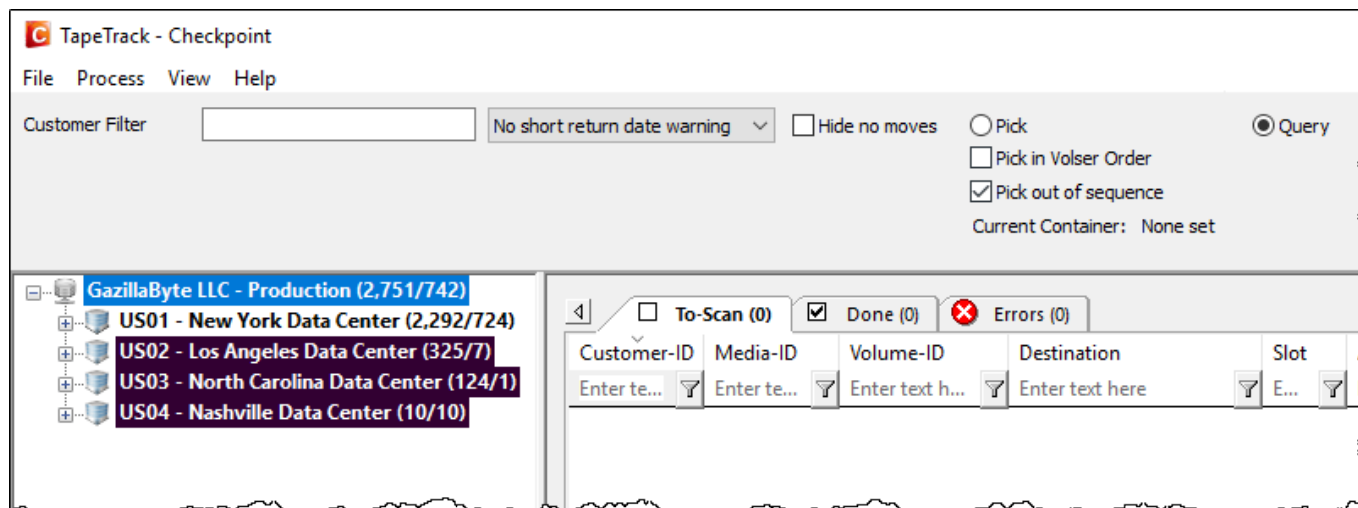 TapeTrack - Checkpoint
File Process View Help
Customer Filter No short return date warning Hide no moves Pick Query
Pick in Volser Order
Pick out of sequence
Current Container: None set
GazillaByte LLC - Production (2,751/742)
US01 - New York Data Center (2,292/724)
US02 - Los Angeles Data Center (325/7)
US03 - North Carolina Data Center (124/1)
US04 - Nashville Data Center (10/10)
To-Scan (0) Done (0) Errors (0)
Customer-ID Media-ID Volume-ID Destination Slot
Enter te... Enter te... Enter text h... Enter text here E...